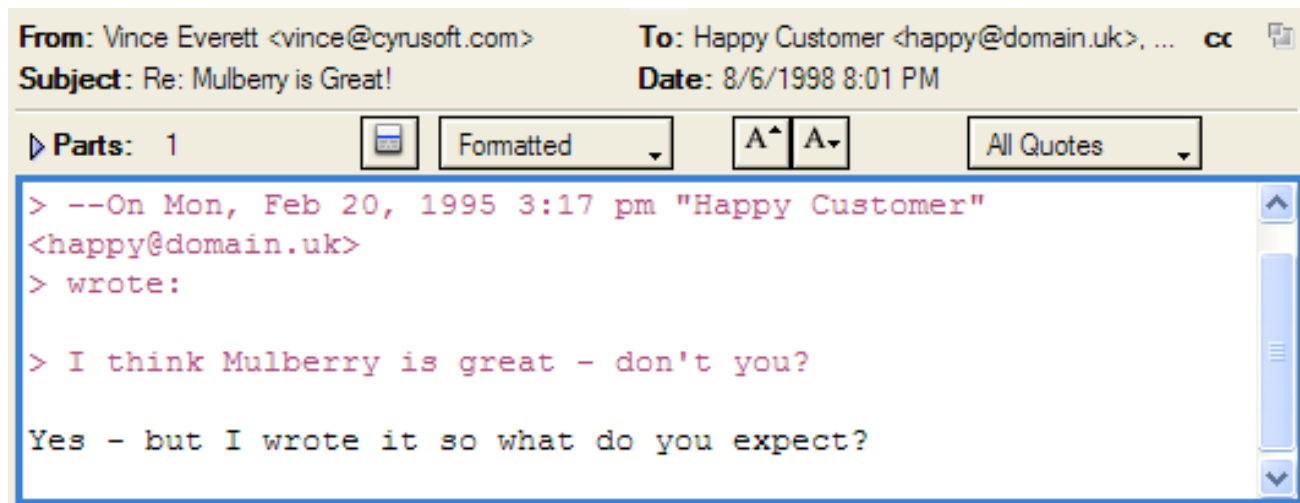 From: Vince Everett <vince@cyrusoft.com> To: Happy Customer <happy@domain.uk>, ... cc
Subject: Re: Mulberry is Great! Date: 8/6/1998 8:01 PM
Parts: 1 Formatted A A All Quotes
> --On Mon, Feb 20, 1995 3:17 pm "Happy Customer"
<happy@domain.uk>
> wrote:
> I think Mulberry is great - don't you?
Yes - but I wrote it so what do you expect?